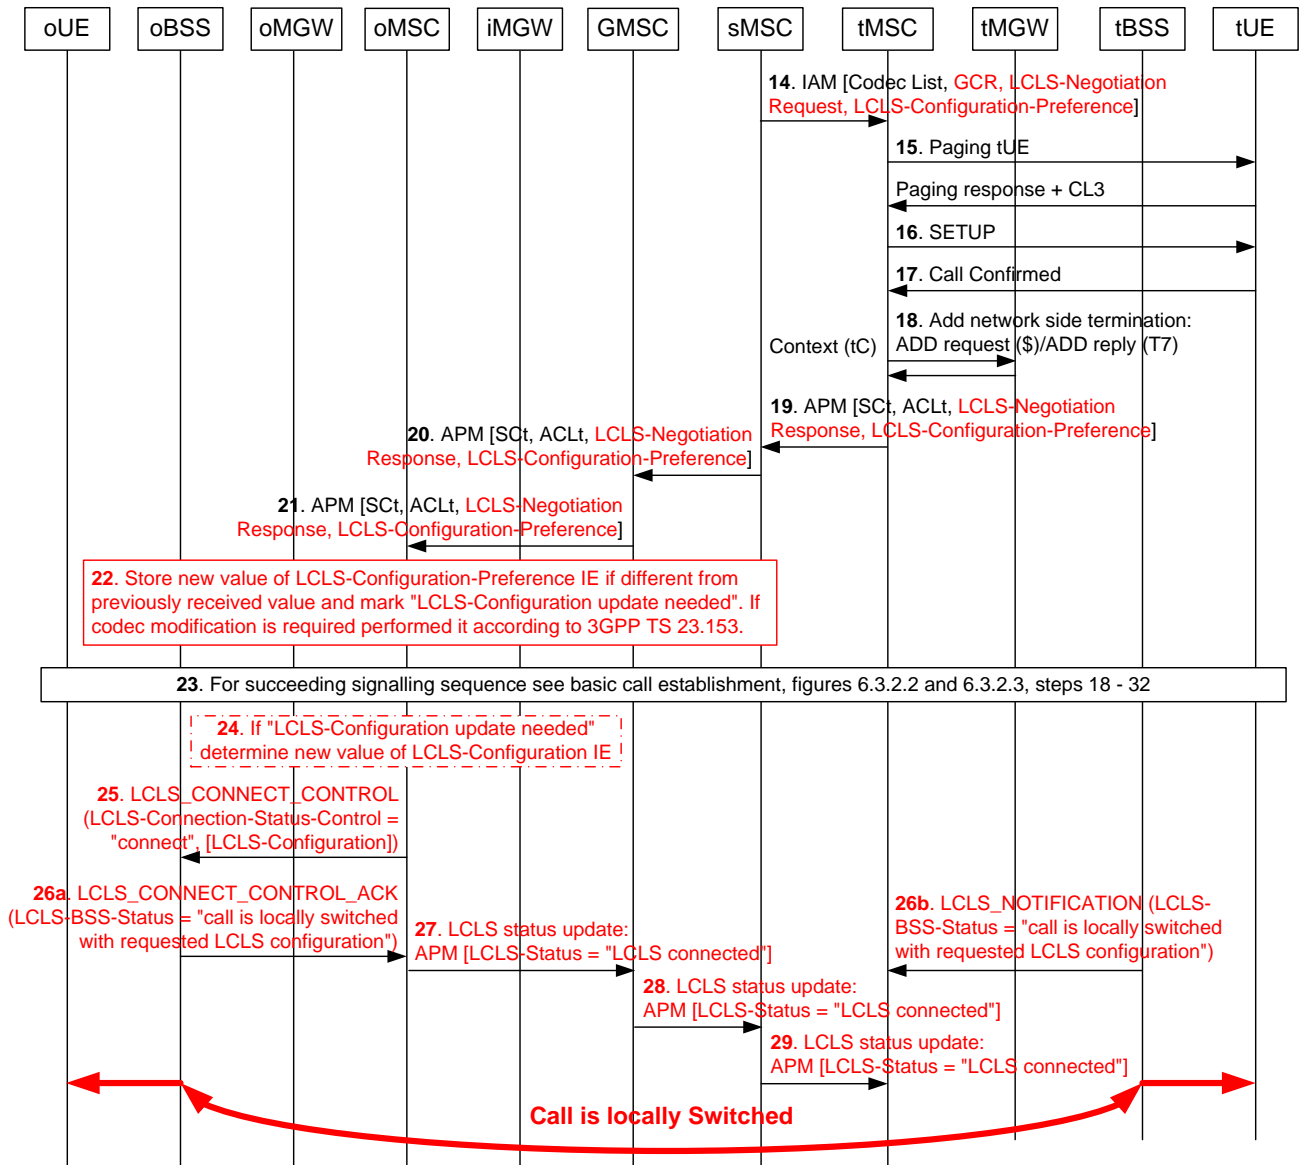 oUE oBSS oMGW oMSC iMGW GMSC sMSC tMSC tMGW tBSS tUE
14. IAM [Codec List, GCR, LCLS-Negotiation
Request, LCLS-Configuration-Preference]
15. Paging tUE
Paging response + CL3
16. SETUP
17. Call Confirmed
18. Add network side termination:
ADD request ($)/ADD reply (T7)
Context (tC)
19. APM [SCt, ACLt, LCLS-Negotiation
Response, LCLS-Configuration-Preference]
20. APM [SCt, ACLt, LCLS-Negotiation
Response, LCLS-Configuration-Preference]
21. APM [SCt, ACLt, LCLS-Negotiation
Response, LCLS-Configuration-Preference]
22. Store new value of LCLS-Configuration-Preference IE if different from
previously received value and mark "LCLS-Configuration update needed". If
codec modification is required performed it according to 3GPP TS 23.153.
23. For succeeding signalling sequence see basic call establishment, figures 6.3.2.2 and 6.3.2.3, steps 18 - 32
24. If "LCLS-Configuration update needed"
determine new value of LCLS-Configuration IE
25. LCLS_CONNECT_CONTROL
(LCLS-Connection-Status-Control =
"connect", [LCLS-Configuration])
26a. LCLS_CONNECT_CONTROL_ACK
(LCLS-BSS-Status = "call is locally switched
with requested LCLS configuration")
26b. LCLS_NOTIFICATION (LCLS-
BSS-Status = "call is locally switched
with requested LCLS configuration")
27. LCLS status update:
APM [LCLS-Status = "LCLS connected"]
28. LCLS status update:
APM [LCLS-Status = "LCLS connected"]
29. LCLS status update:
APM [LCLS-Status = "LCLS connected"]
Call is locally Switched